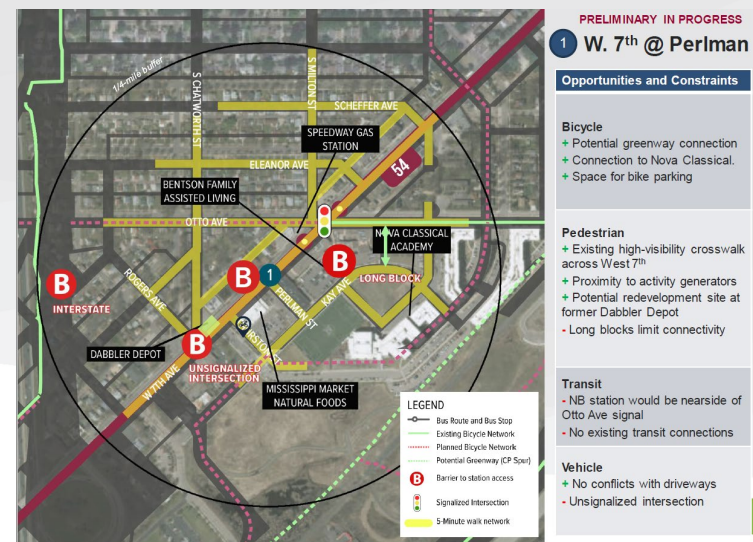 PRELIMINARY IN PROGRESS
1 W. 7th @ Perlman
Opportunities and Constraints
Bicycle
+ Potential greenway connection
+ Connection to Nova Classical.
+ Space for bike parking
Pedestrian
+ Existing high-visibility crosswalk
across West 7th
+ Proximity to activity generators
+ Potential redevelopment site at
former Dabbler Depot
- Long blocks limit connectivity
Transit
- NB station would be nearside of
Otto Ave signal
- No existing transit connections
Vehicle
+ No conflicts with driveways
- Unsignalized intersection
1/4-mile buffer
S CHATWORTH ST
S MILTON ST
SCHEFFER AVE
SPEEDWAY GAS
STATION
ELEANOR AVE
54
BENTSON FAMILY
ASSISTED LIVING
OTTO AVE
NOVA CLASSICAL
ACADEMY
B
LONG BLOCK
B
1
B
INTERSTATE
ROGERS AVE
PERLMAN ST
KAY AVE
DABBLER DEPOT
B
UNSIGNALIZED
INTERSECTION
W 7TH AVE
MISSISSIPPI MARKET
NATURAL FOODS
LEGEND
Bus Route and Bus Stop
Existing Bicycle Network
Planned Bicycle Network
Potential Greenway (CP Spur)
B Barrier to station access
Signalized Intersection
5-Minute walk network